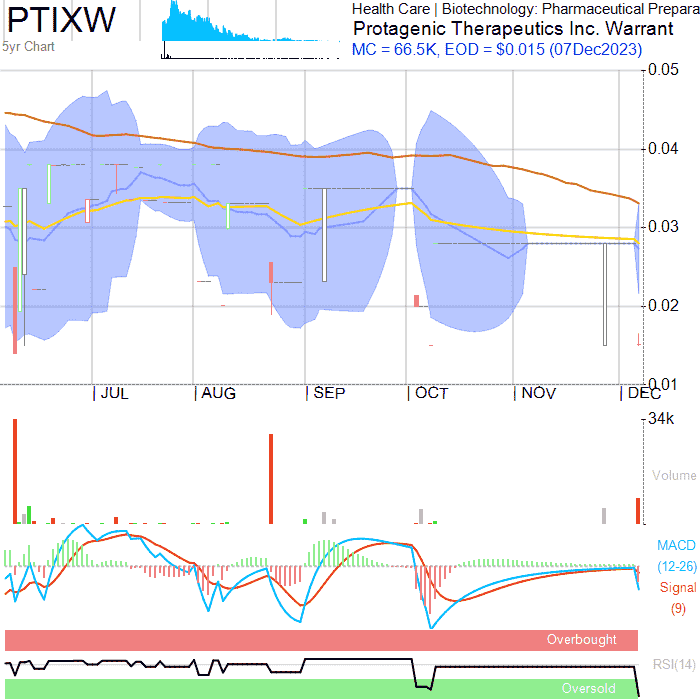 PTIXW
5yr Chart
Health Care | Biotechnology: Pharmaceutical Prepara
Protagenic Therapeutics Inc. Warrant
MC = 66.5K, EOD = $0.015 (07Dec2023)
0.05
0.04
0.03
0.02
0.01
JUL AUG SEP OCT NOV DEC
34k
Volume
MACD
(12-26)
Signal
(9)
Overbought
RSI(14)
Oversold